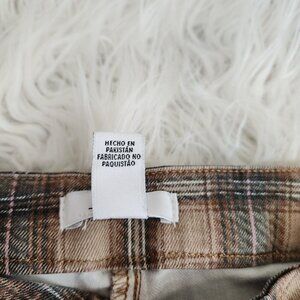 HECHO EN
PAKISTÁN
FABRICADO NO
PAQUISTÃO